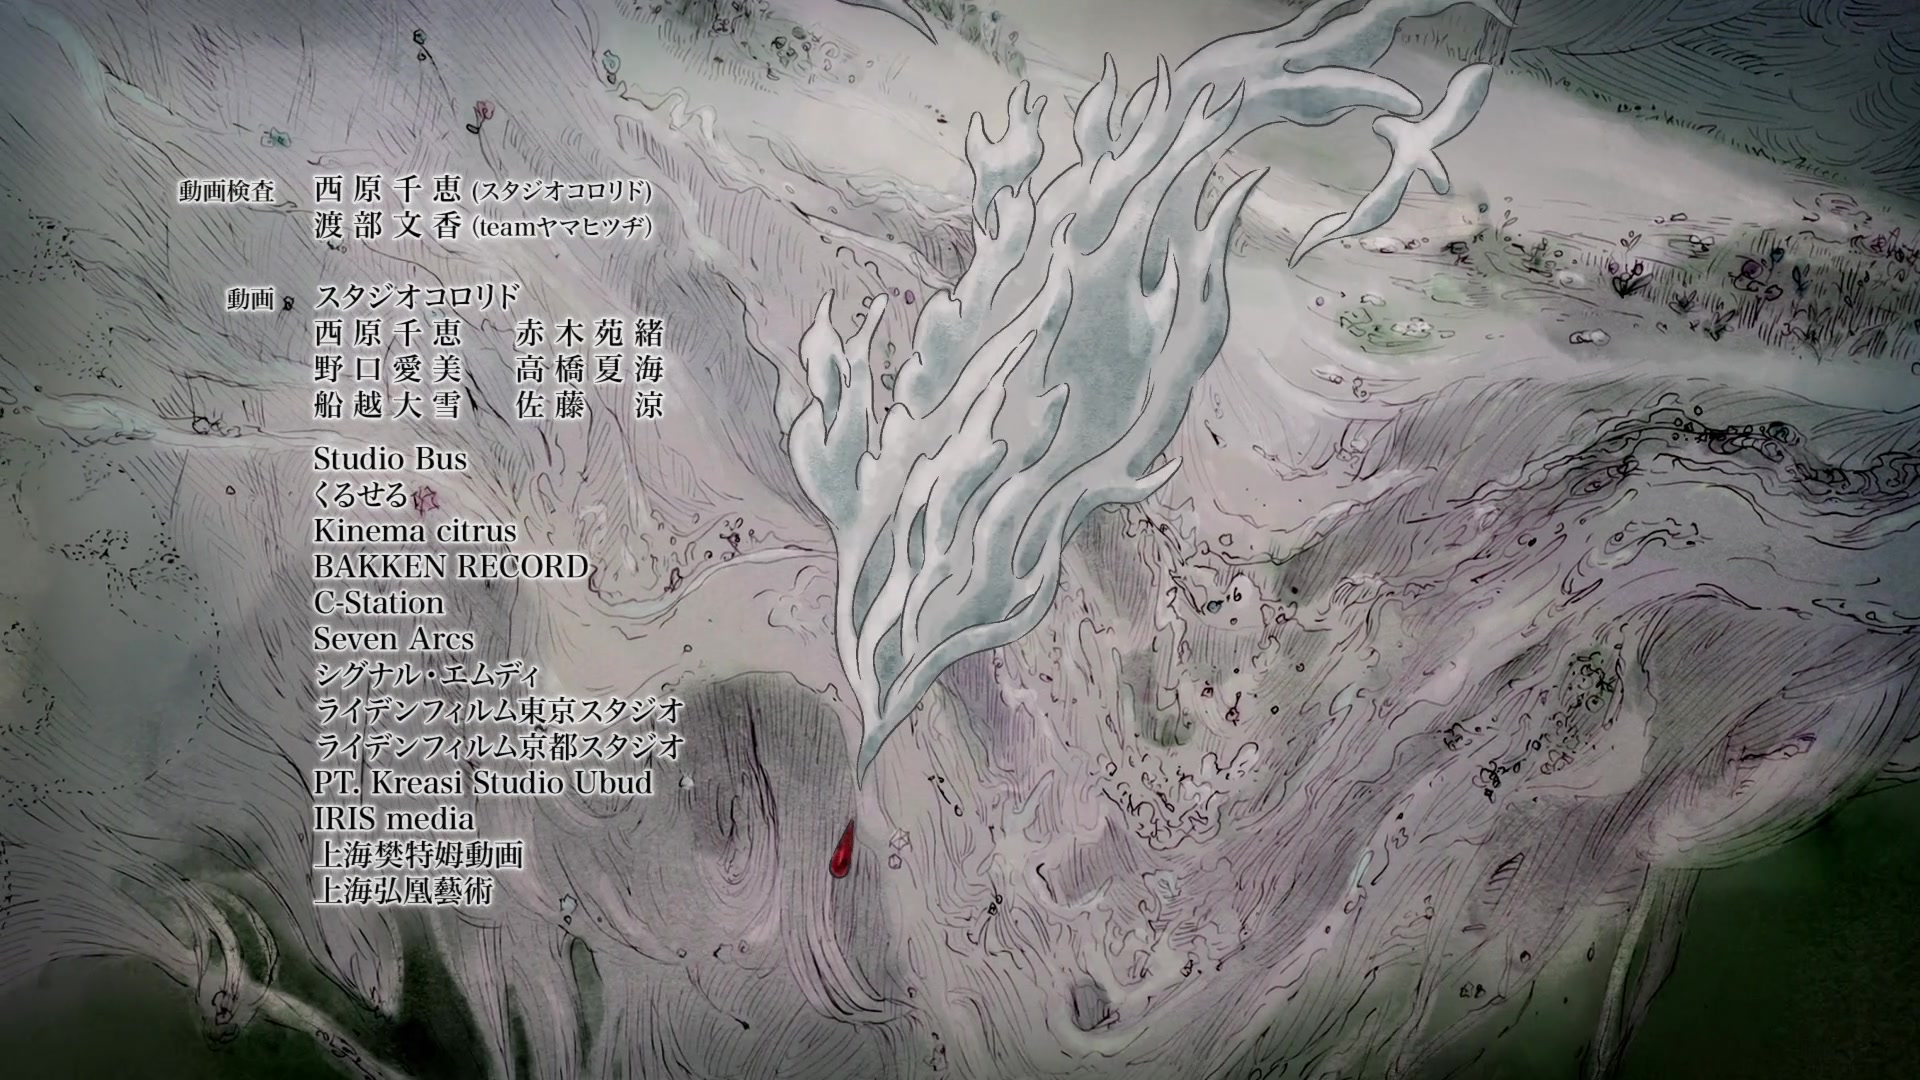 動画検査 西原千恵 (スタジオコロリド)
渡部文香 (teamヤマヒツヂ)
動画 スタジオコロリド
西原千恵 赤木苑緒
野口愛美 高橋夏海
船越大雪 佐藤 涼
Studio Bus
くるせる
Kinema citrus
BAKKEN RECORD
C-Station
Seven Arcs
シグナル・エムディ
ライデンフィルム東京スタジオ
ライデンフィルム京都スタジオ
PT. Kreasi Studio Ubud
IRIS media
上海樊特姆動画
上海弘凰藝術